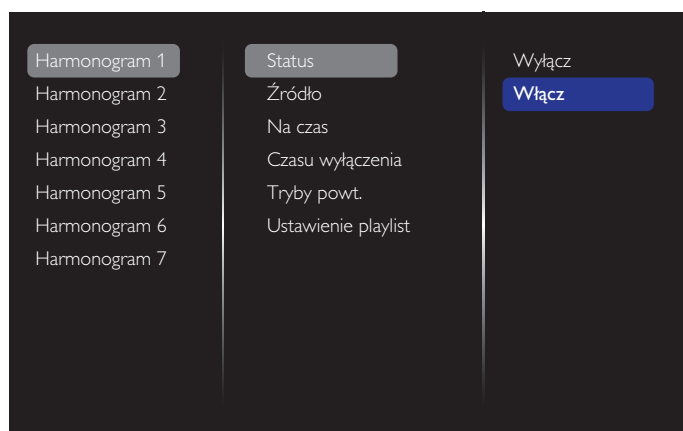 Harmonogram 1
Harmonogram 2
Harmonogram 3
Harmonogram 4
Harmonogram 5
Harmonogram 6
Harmonogram 7
Status
Źródło
Na czas
Czasu wyłączenia
Tryby powt.
Ustawienie playlist
Wyłącz
Włącz